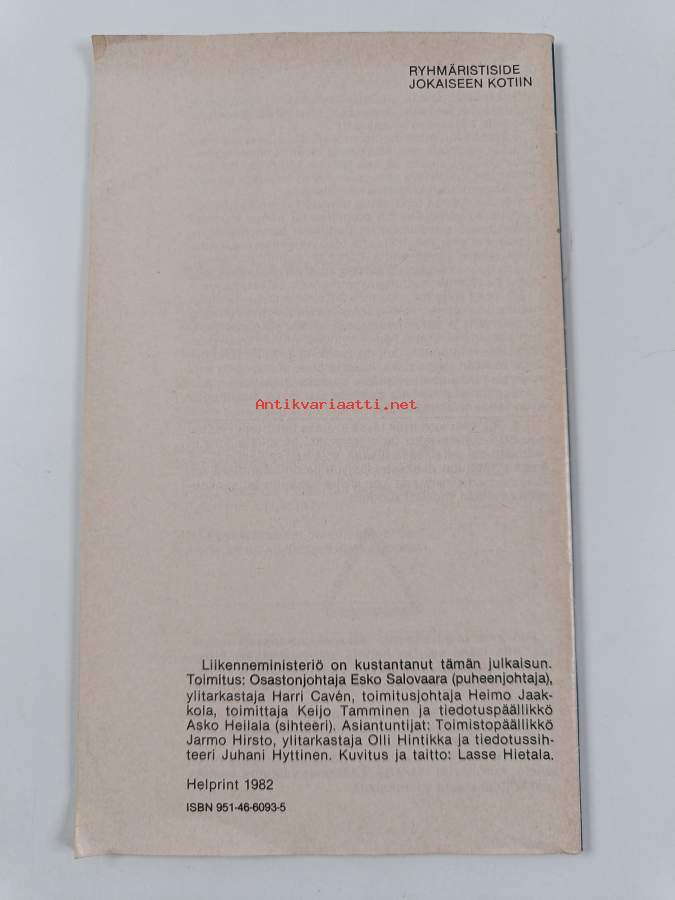 RYHMÄRISTISIDE
JOKAISEEN KOTIIN
Antikvariaatti.net
Liikenneministeriö on kustantanut tämän julkaisun.
Toimitus: Osastonjohtaja Esko Salovaara (puheenjohtaja),
ylitarkastaja Harri Cavén, toimitusjohtaja Heimo Jaak-
kola, toimittaja Keijo Tamminen ja tiedotuspäällikkö
Asko Heilala (sihteeri). Asiantuntijat: Toimistopäällikkö
Jarmo Hirsto, ylitarkastaja Olli Hintikka ja tiedotussih-
teeri Juhani Hyttinen. Kuvitus ja taitto: Lasse Hietala.
Helprint 1982
ISBN 951-46-6093-5